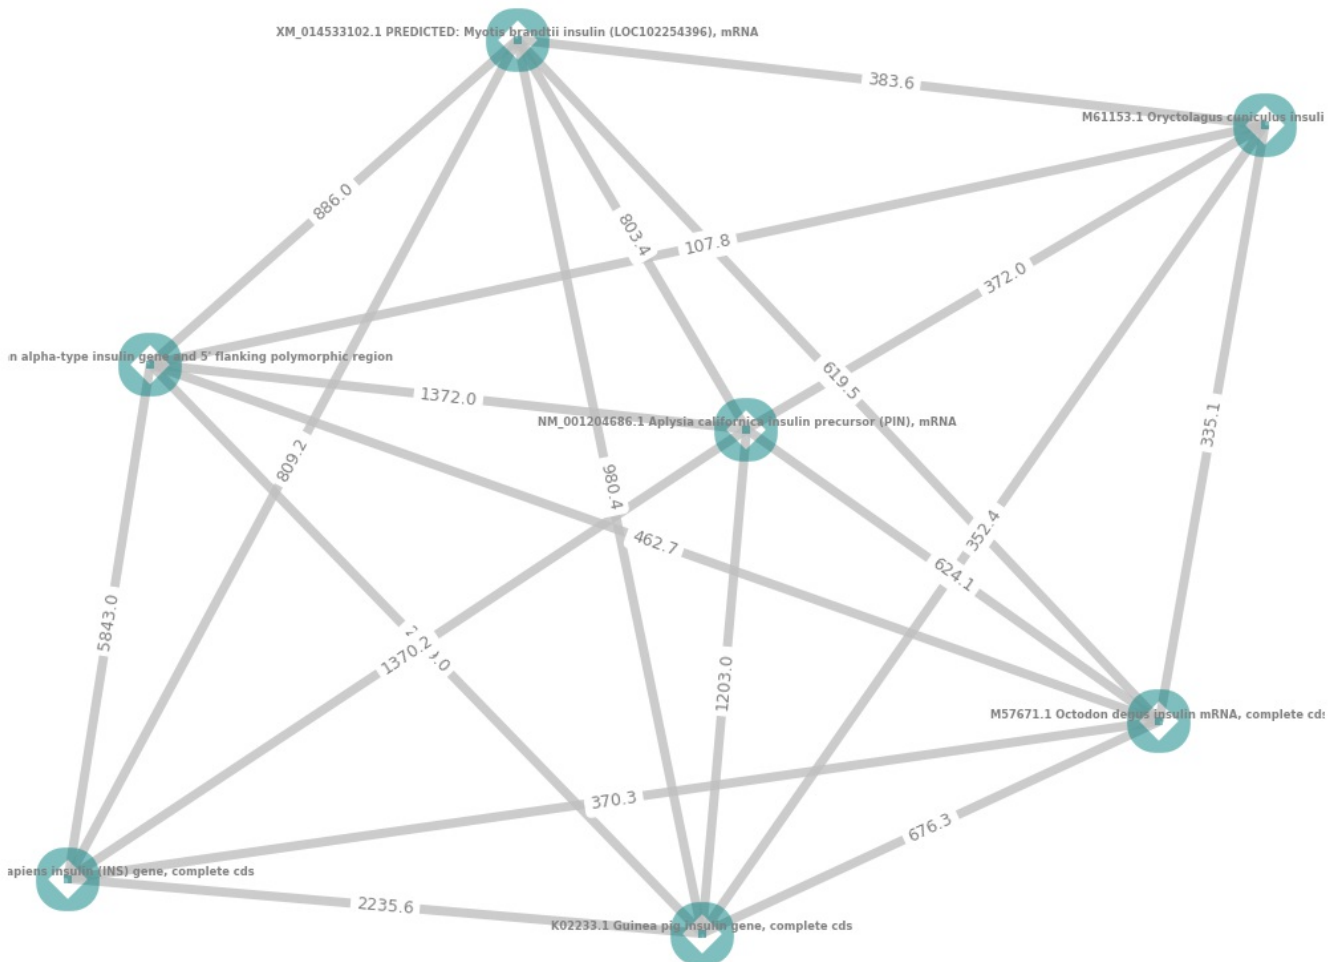 XM_014533102.1 PREDICTED: Myotis brandtii insulin (LOC102254396), mRNA
383.6
M61153.1 Oryctolagus cuniculus insuli
886.0
803.4
107.8
372.0
n alpha-type insulin gene and 5' flanking polymorphic region
1372.0
619.5
NM_001204686.1 Aplysia californica insulin precursor (PIN), mRNA
335.1
809.2
980.4
352.4
462.7
624.1
5843.0
1370.2
1203.0
M57671.1 Octodon degus insulin mRNA, complete cds
370.3
676.3
apiens insulin (INS) gene, complete cds
2235.6
K02233.1 Guinea pig insulin gene, complete cds